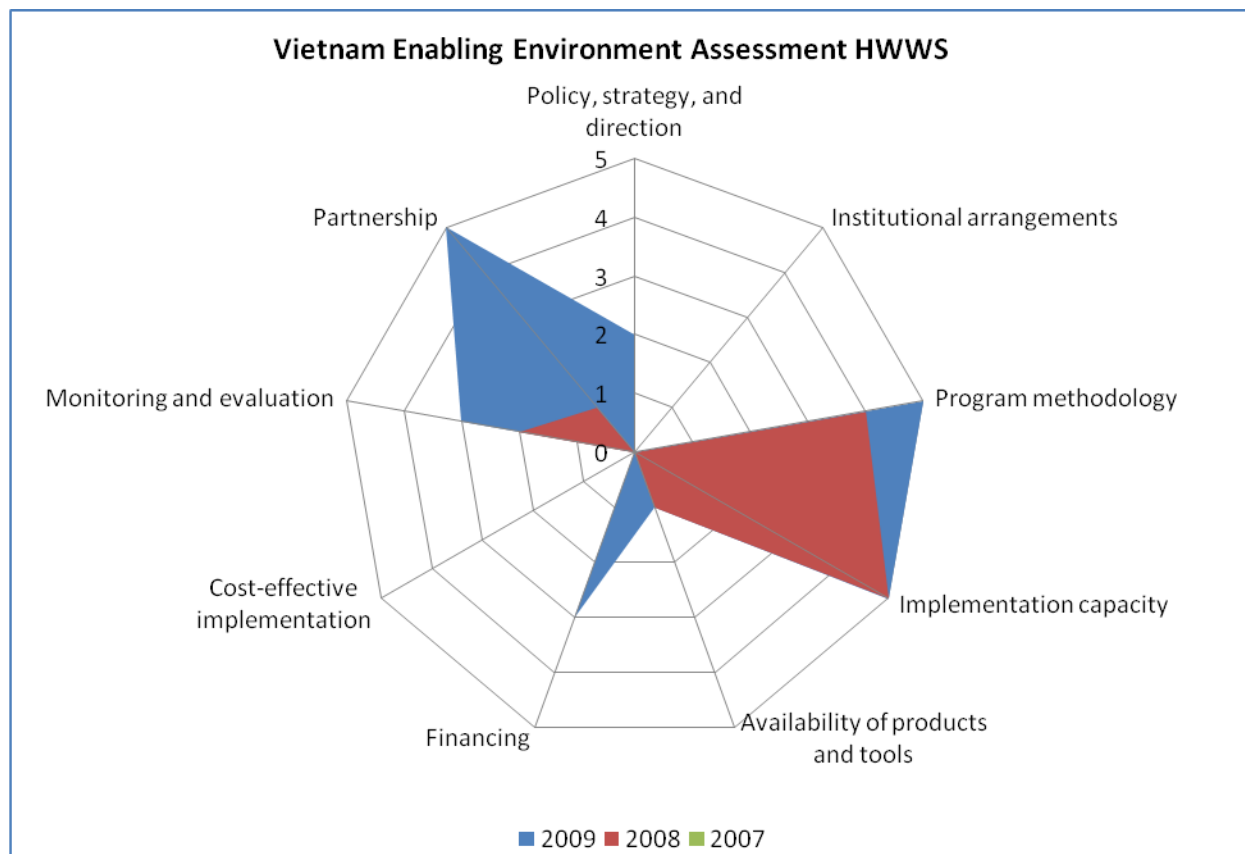 Vietnam Enabling Environment Assessment HWWS
Policy, strategy, and
direction
5
4
3
2
1
0
Partnership
Institutional arrangements
Monitoring and evaluation
Program methodology
Cost-effective
implementation
Implementation capacity
Financing
Availability of products
and tools
2009 2008 2007